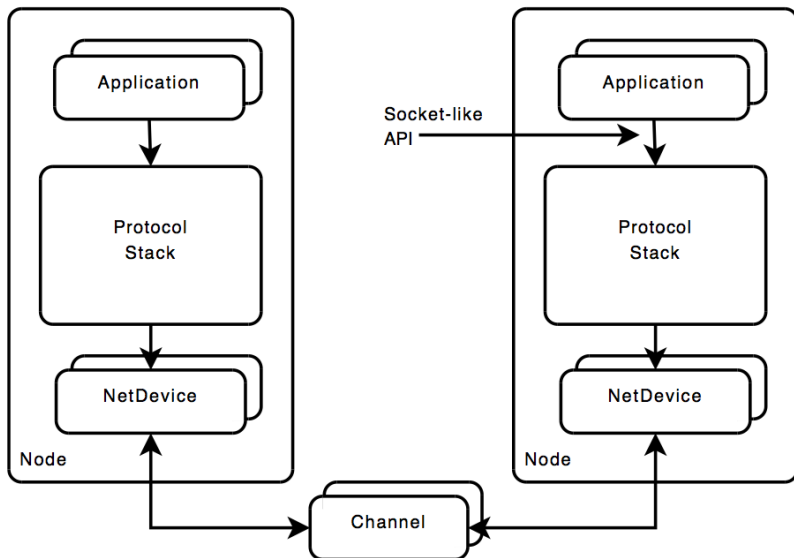 Application
Application
Socket-like
API
Protocol
Stack
Protocol
Stack
NetDevice
NetDevice
Node
Node
Channel